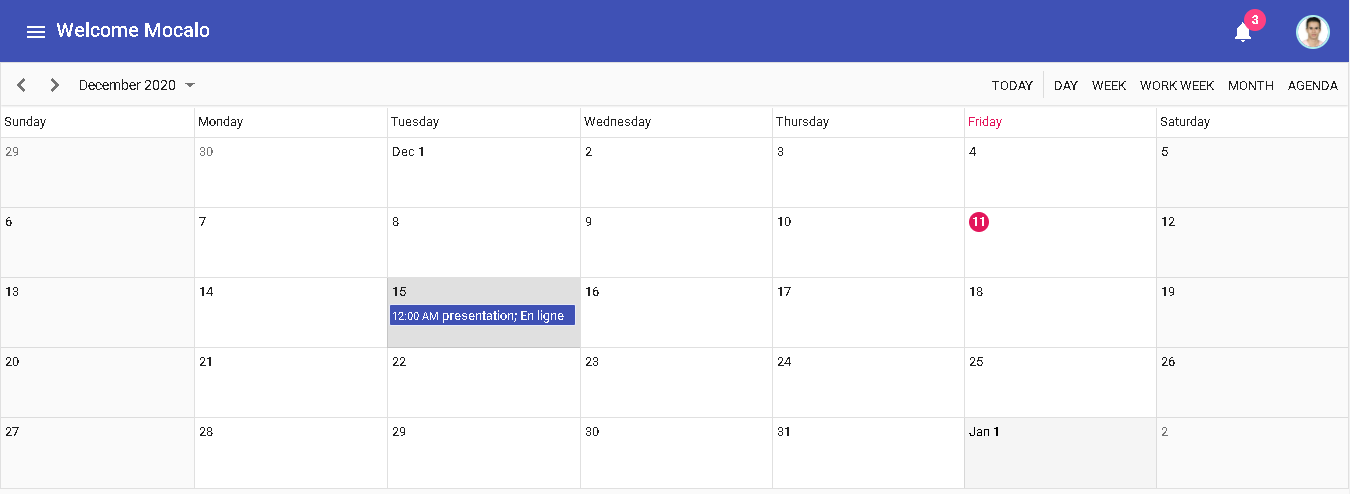 Welcome Mocalo
3
December 2020
TODAY DAY WEEK WORK WEEK MONTH AGENDA
Sunday Monday Tuesday Wednesday Thursday Friday Saturday
29 30 Dec 1 2 3 4 5
6 7 8 9 10 11 12
13 14 15 16 17 18 19
12:00 AM presentation; En ligne
20 21 22 23 24 25 26
27 28 29 30 31 Jan 1 2